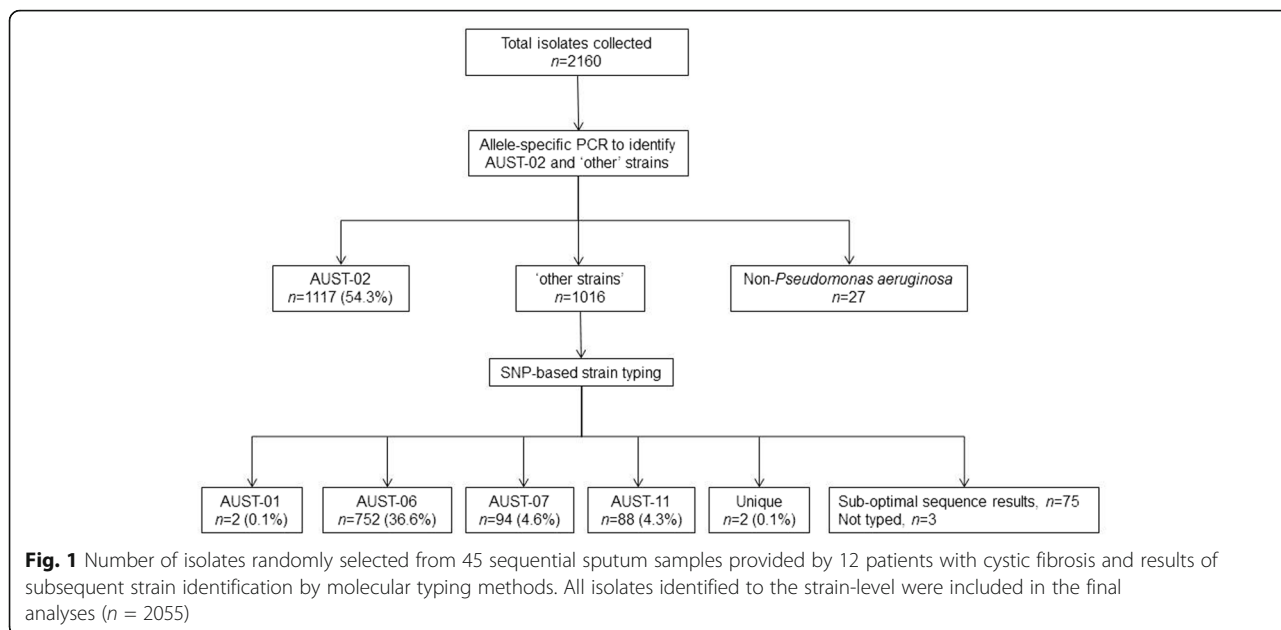 Total isolates collected
n=2160
Allele-specific PCR to identify
AUST-02 and ‘other’ strains
AUST-02
n=1117 (54.3%)
‘other strains’
n=1016
Non-Pseudomonas aeruginosa
n=27
SNP-based strain typing
AUST-01
n=2 (0.1%)
AUST-06
n=752 (36.6%)
AUST-07
n=94 (4.6%)
AUST-11
n=88 (4.3%)
Unique
n=2 (0.1%)
Sub-optimal sequence results, n=75
Not typed, n=3
Fig. 1 Number of isolates randomly selected from 45 sequential sputum samples provided by 12 patients with cystic fibrosis and results of
subsequent strain identification by molecular typing methods. All isolates identified to the strain-level were included in the final
analyses (n = 2055)